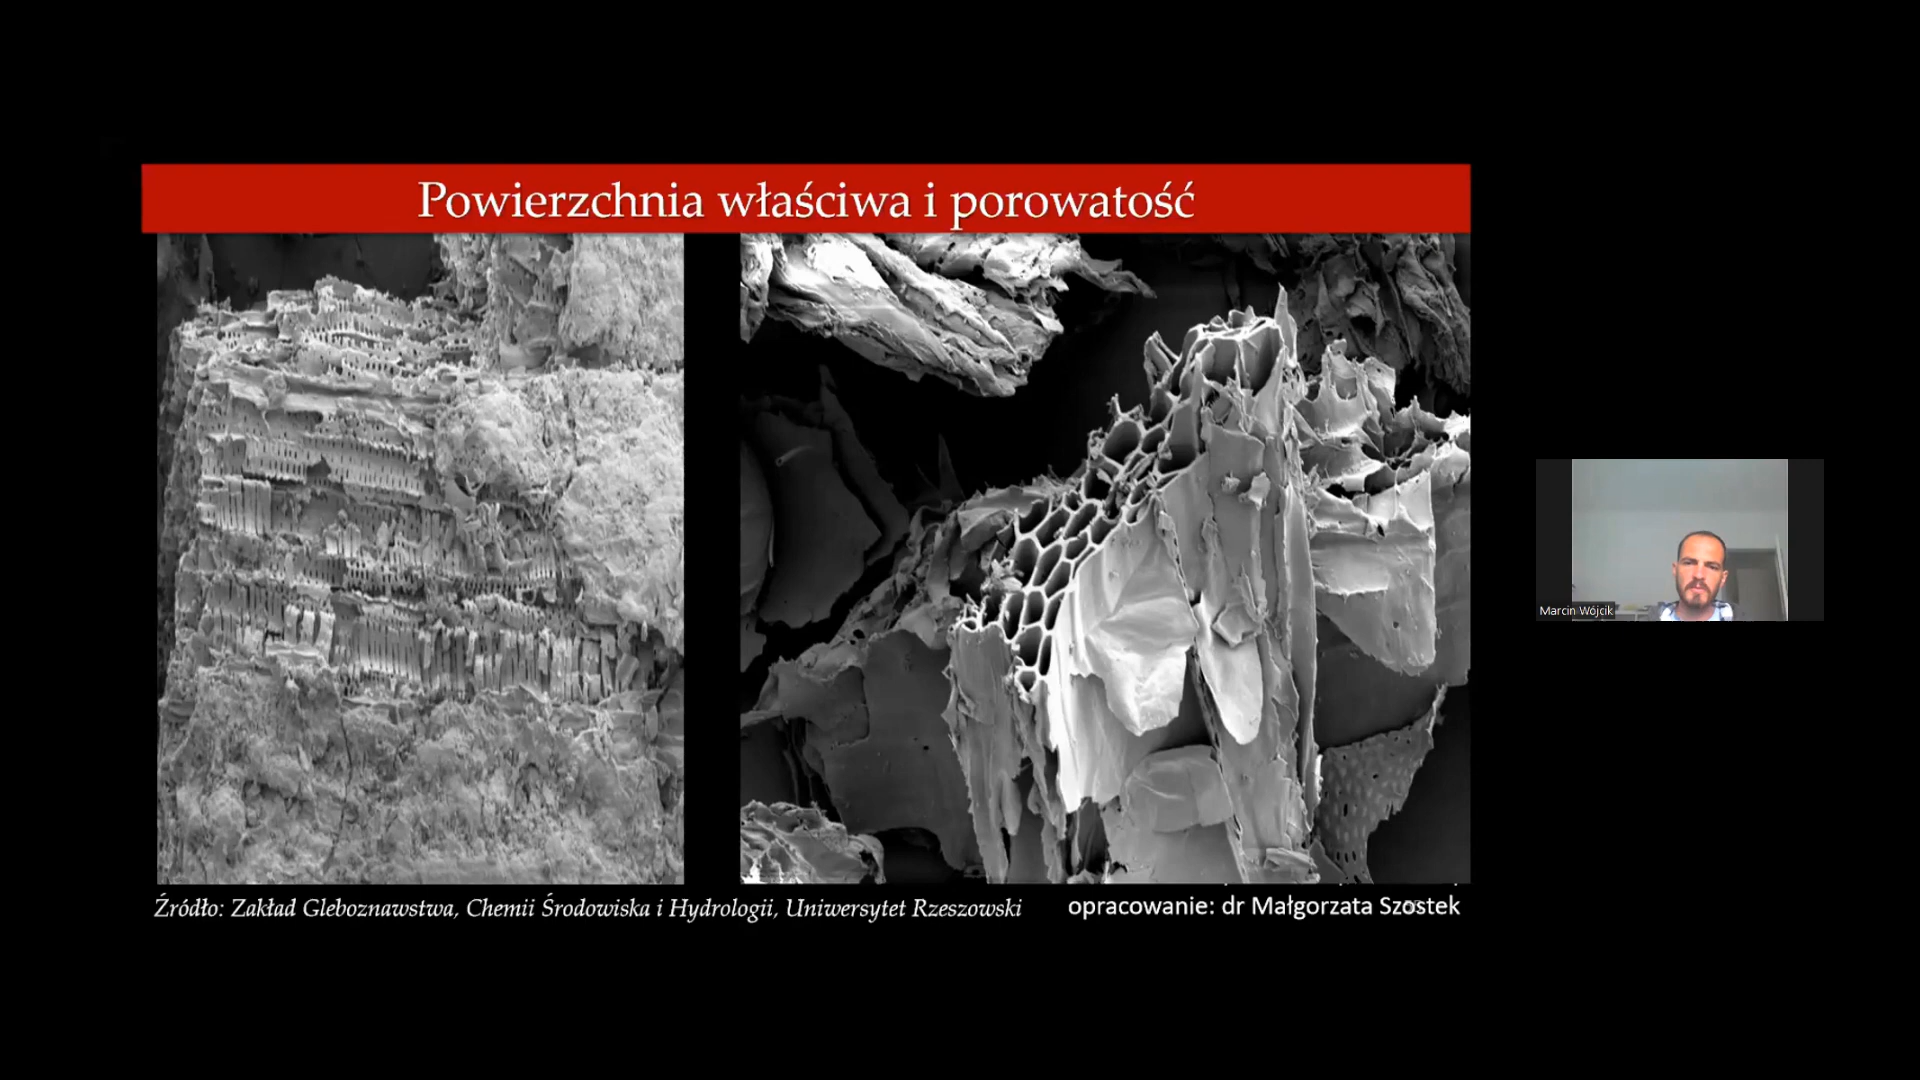 Powierzchnia właściwa i porowatość
Marcin Wójcik
Źródło: Zakład Gleboznawstwa, Chemii Środowiska i Hydrologii, Uniwersytet Rzeszowski
opracowanie: dr Małgorzata Szostek